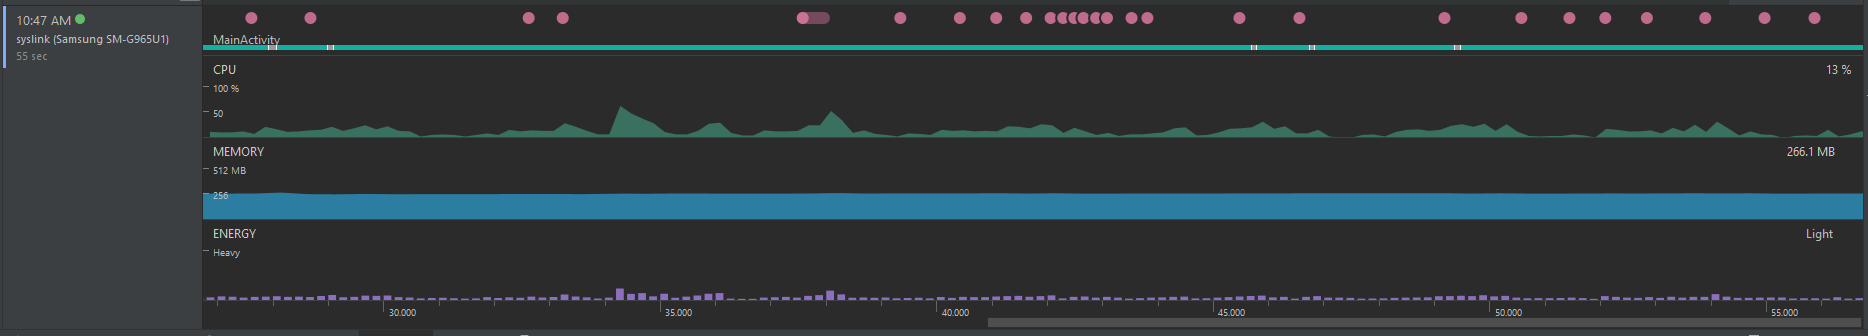 10:47 AM
syslink (Samsung SM-G965U1)
55 sec
MainActivity
CPU
13 %
100 %
50
MEMORY
266.1 MB
512 MB
256
ENERGY
Light
Heavy
30.000 35.000 40.000 45.000 50.000 55.000